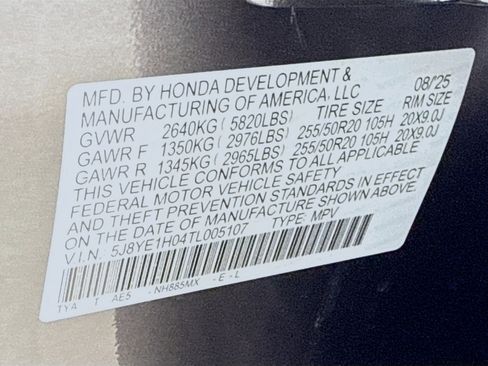 MFD. BY HONDA DEVELOPMENT & 08/'25
MANUFACTURING OF AMERICA, LLC
GVWR 2640KG (5820LBS) TIRE SIZE RIM SIZE
GAWR F 1350KG (2976LBS) 255/50R20 105H 20X9.0J
GAWR R 1345KG (2965LBS) 255/50R20 105H 20X9.0J
THIS VEHICLE CONFORMS TO ALL APPLICABLE
FEDERAL MOTOR VEHICLE SAFETY
AND THEFT PREVENTION STANDARDS IN EFFECT
ON THE DATE OF MANUFACTURE SHOWN ABOVE.
V.I.N. 5J8YE1H04TL005107 TYPE: MPV
TYA T AE5 -NH885MX -E-L